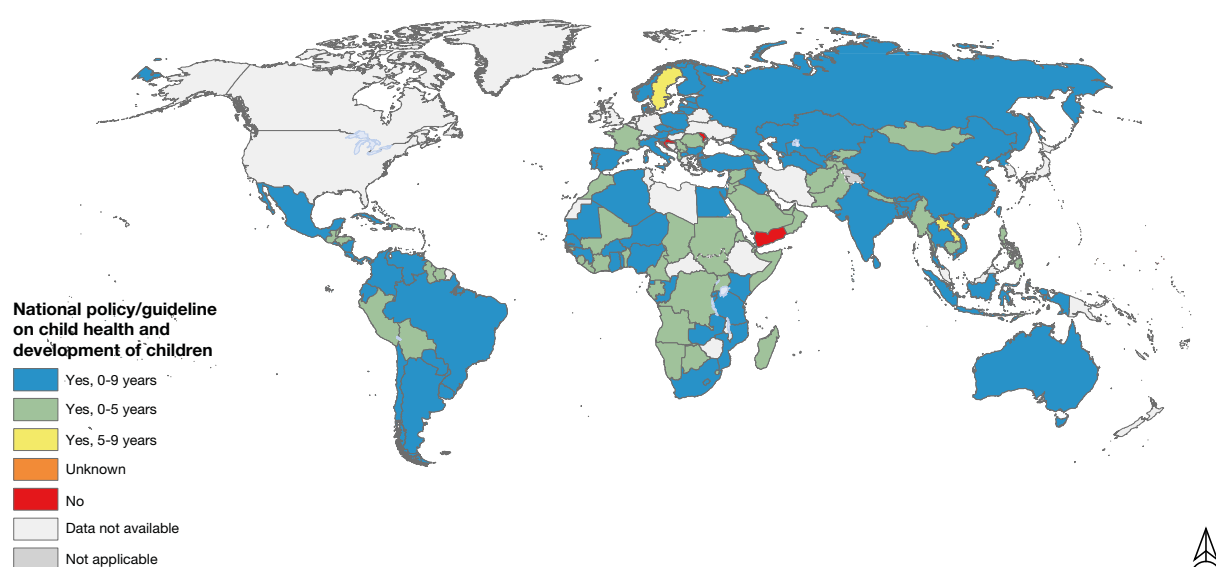 National policy/guideline
on child health and
development of children
Yes, 0-9 years
Yes, 0-5 years
Yes, 5-9 years
Unknown
No
Data not available
Not applicable